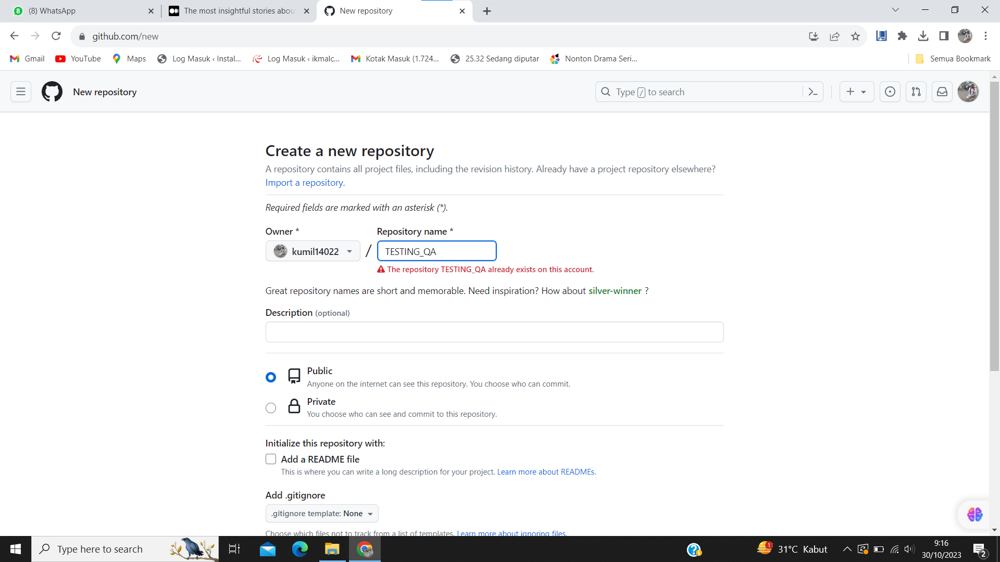 (8) WhatsApp
The most insightful stories abou
New repository
github.com/new
Gmail
YouTube
Maps
Log Masuk ‹ Instal...
Log Masuk ‹ ikmalc...
Kotak Masuk (1.724...
25.32 Sedang diputar
Nonton Drama Seri...
Semua Bookmark
New repository
Type / to search
Create a new repository
A repository contains all project files, including the revision history. Already have a project repository elsewhere?
Import a repository.
Required fields are marked with an asterisk (*).
Owner *
Repository name *
kumil14022
/
TESTING_QA
The repository TESTING_QA already exists on this account.
Great repository names are short and memorable. Need inspiration? How about silver-winner ?
Description (optional)
Public
Anyone on the internet can see this repository. You choose who can commit.
Private
You choose who can see and commit to this repository.
Initialize this repository with:
Add a README file
This is where you can write a long description for your project. Learn more about READMEs.
Add .gitignore
.gitignore template: None
Choose which files not to track from a list of templates. Learn more about ignoring files.
Type here to search
1
31°C Kabut
9:16
30/10/2023
2